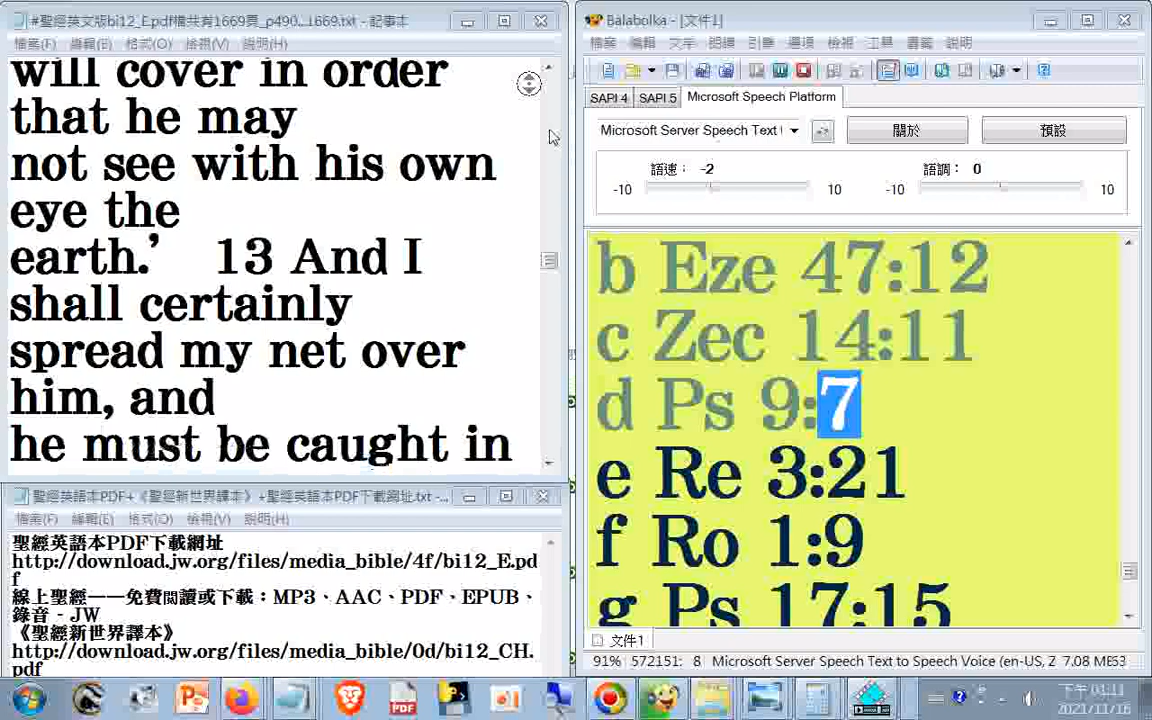 #聖經英文版bi12_E.pdf檔共有1669頁_p490...1669.txt - 記事本
檔案(F) 編輯(E) 格式(O) 檢視(V) 說明(H)
will cover in order
that he may
not see with his own
eye the
earth.’ 13 And I
shall certainly
spread my net over
him, and
he must be caught in
聖經英語本PDF+《聖經新世界譯本》+聖經英語本PDF下載網址.txt -...
檔案(F) 編輯(E) 格式(O) 檢視(V) 說明(H)
聖經英語本PDF下載網址
http://download.jw.org/files/media_bible/4f/bi12_E.pd
f
線上聖經——免費閱讀或下載：MP3、AAC、PDF、EPUB、
錄音 - JW
《聖經新世界譯本》
http://download.jw.org/files/media_bible/0d/bi12_CH.
pdf
Balabolka - [文件1]
檔案 編輯 文字 朗讀 引擎 選項 檢視 工具 書籤 說明
SAPI 4 SAPI 5 Microsoft Speech Platform
Microsoft Server Speech Text 關於 預設
語速： -2 語調： 0
-10 10 -10 10
b Eze 47:12
c Zec 14:11
d Ps 9:7
e Re 3:21
f Ro 1:9
g Ps 17:15
文件1
91% 572151: 8 Microsoft Server Speech Text to Speech Voice (en-US, Z 7.08 ME53
下午 01:11
2021/11/16